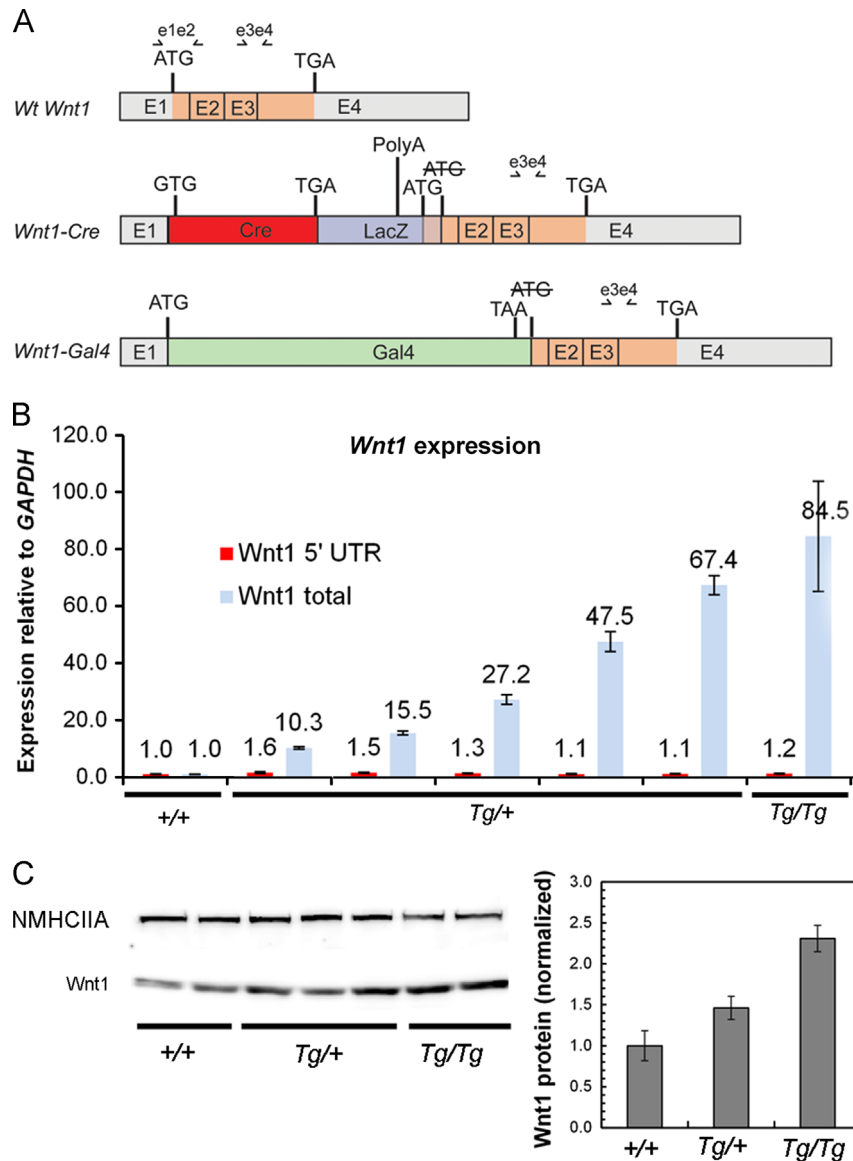 A
e1e2 e3e4
ATG TGA
Wt Wnt1 E1 E2 E3 E4
PolyA
ATG e3e4
GTG TGA ATG TGA
Wnt1-Cre E1 Cre LacZ E2 E3 E4
ATG e3e4
ATG TAA TGA
Wnt1-Gal4 E1 Gal4 E2 E3 E4
B
Wnt1 expression
Expression relative to GAPDH
120.0
100.0
80.0
60.0
40.0
20.0
0.0
Wnt1 5' UTR
Wnt1 total
1.0 1.0 1.6 10.3 1.5 15.5 1.3 27.2 1.1 47.5 1.1 67.4 1.2 84.5
+/+ Tg/+ Tg/Tg
C
NMHCIIA
Wnt1
+/+ Tg/+ Tg/Tg
Wnt1 protein (normalized)
3.0
2.5
2.0
1.5
1.0
0.5
0.0
+/+ Tg/+ Tg/Tg